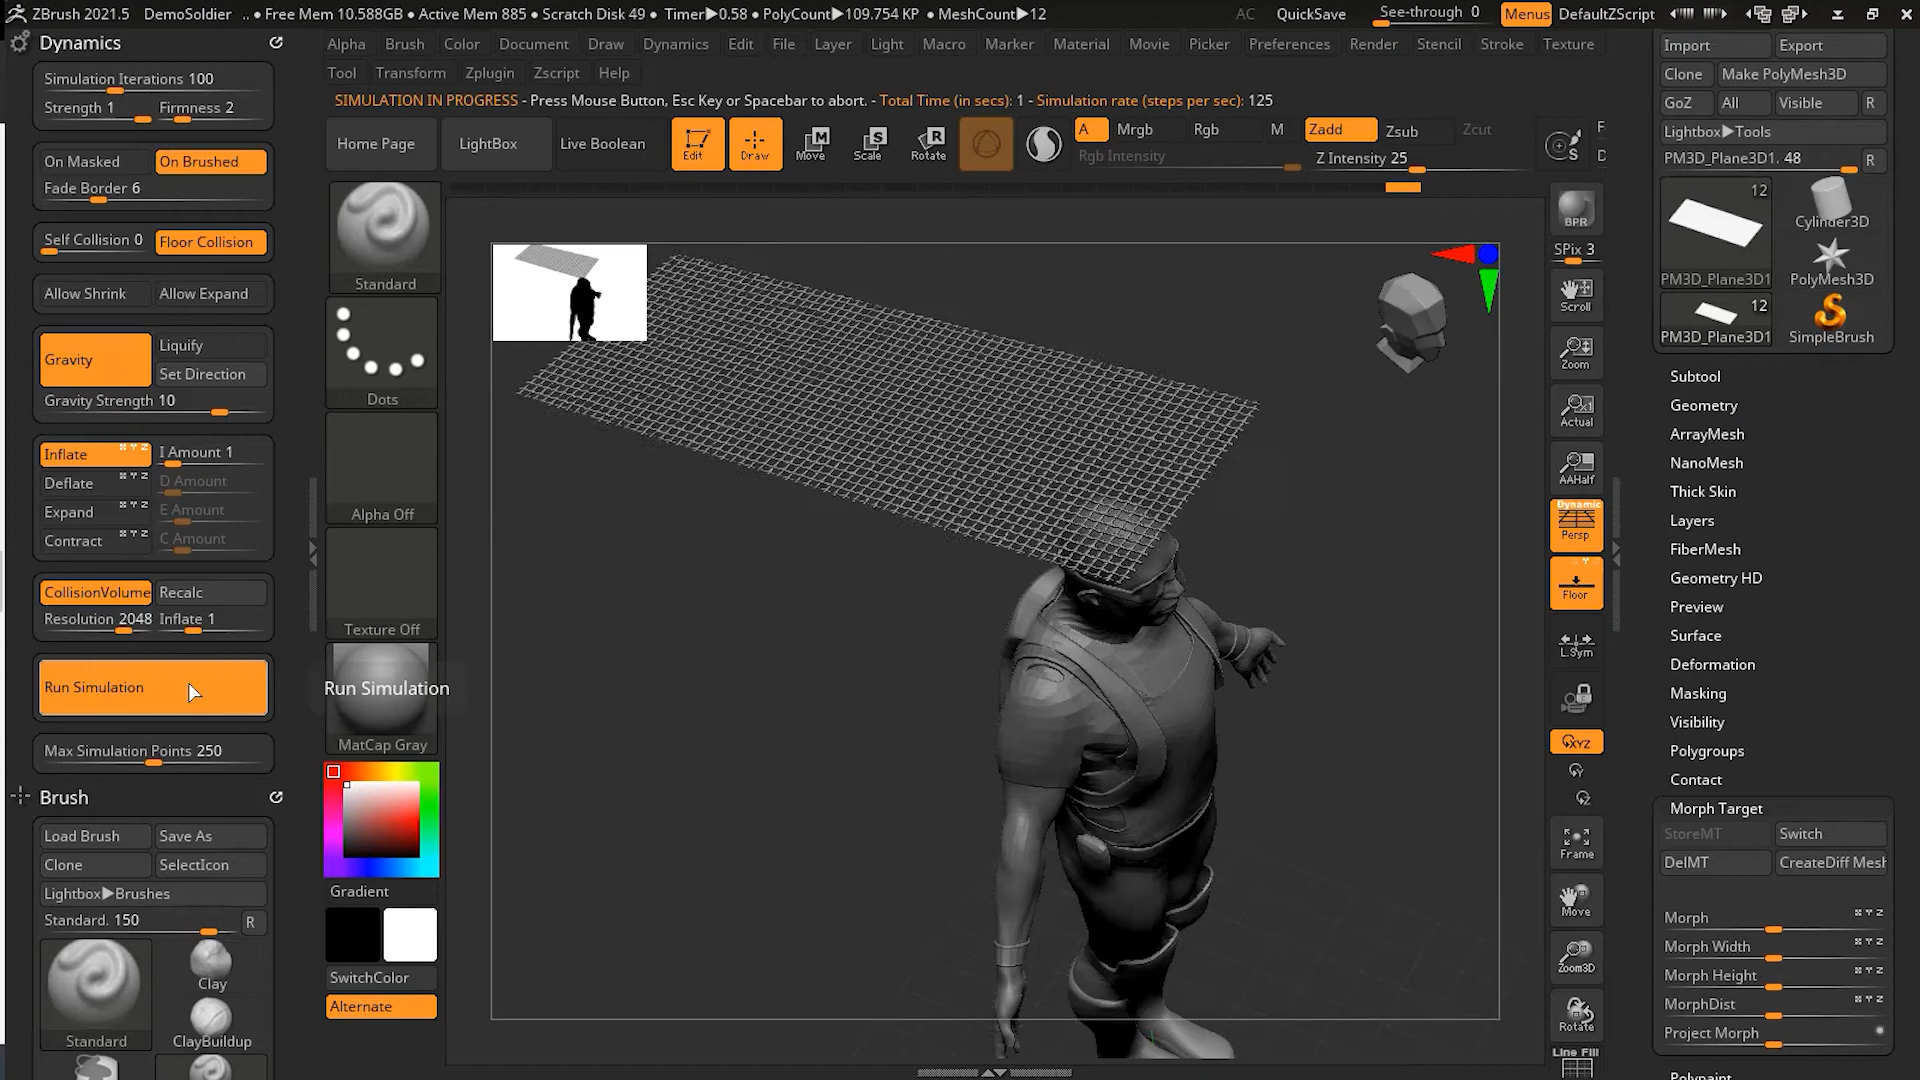 ZBrush 2021.5 DemoSoldier .. • Free Mem 10.588GB • Active Mem 885 • Scratch Disk 49 • Timer▶0.58 • PolyCount▶109.754 KP • MeshCount▶12 AC QuickSave See-through 0 Menus DefaultZScript
Dynamics
Alpha Brush Color Document Draw Dynamics Edit File Layer Light Macro Marker Material Movie Picker Preferences Render Stencil Stroke Texture
Tool Transform Zplugin Zscript Help
SIMULATION IN PROGRESS - Press Mouse Button, Esc Key or Spacebar to abort. - Total Time (in secs): 1 - Simulation rate (steps per sec): 125
Simulation Iterations 100
Strength 1 Firmness 2
On Masked On Brushed
Fade Border 6
Self Collision 0 Floor Collision
Allow Shrink Allow Expand
Gravity Liquify
Set Direction
Gravity Strength 10
Inflate X Y Z I Amount 1
Deflate X Y Z D Amount
Expand X Y Z E Amount
Contract X Y Z C Amount
CollisionVolume Recalc
Resolution 2048 Inflate 1
Run Simulation
Max Simulation Points 250
Brush
Load Brush Save As
Clone SelectIcon
Lightbox▶Brushes
Standard. 150 R
Clay
Standard ClayBuildup
Home Page LightBox Live Boolean Edit Draw Move Scale Rotate
A Mrgb Rgb M Zadd Zsub Zcut
Rgb Intensity Z Intensity 25
S F
D
Standard
Dots
Alpha Off
Texture Off
Run Simulation
MatCap Gray
Gradient
SwitchColor
Alternate
BPR
SPix 3
Scroll
Zoom
Actual
AAHalf
Dynamic
Persp
Floor
L.Sym
XYZ
Y
Z
Frame
Move
Zoom3D
Rotate
Line Fill
Import Export
Clone Make PolyMesh3D
GoZ All Visible R
Lightbox▶Tools
PM3D_Plane3D1. 48 R
12
Cylinder3D
PM3D_Plane3D1 PolyMesh3D
12
PM3D_Plane3D1 SimpleBrush
Subtool
Geometry
ArrayMesh
NanoMesh
Thick Skin
Layers
FiberMesh
Geometry HD
Preview
Surface
Deformation
Masking
Visibility
Polygroups
Contact
Morph Target
StoreMT Switch
DelMT CreateDiff Mesh
Morph X Y Z
Morph Width X Y Z
Morph Height X Y Z
MorphDist X Y Z
Project Morph
Polypaint